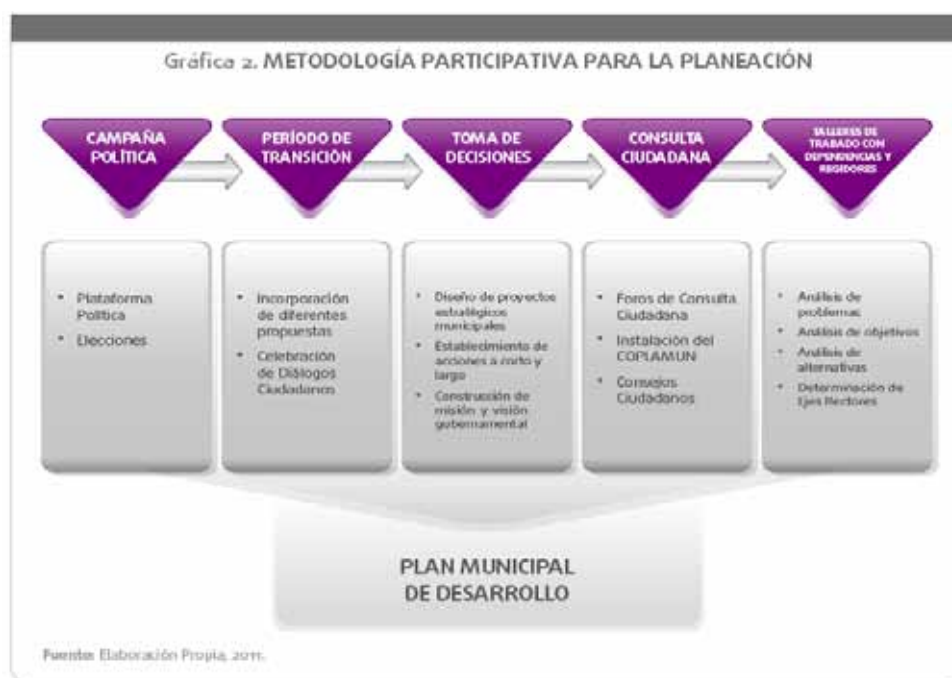 Gráfica 2. METODOLOGÍA PARTICIPATIVA PARA LA PLANEACIÓN
CAMPAÑA
POLÍTICA
PERÍODO DE
TRANSICIÓN
TOMA DE
DECISIONES
CONSULTA
CIUDADANA
TALLERES DE
TRABADO CON
DEPENDENCIAS Y
REGIDORES
• Plataforma
Política
• Elecciones
• Incorporación
de diferentes
propuestas
• Celebración
de Diálogos
Ciudadanos
• Diseño de proyectos
estratégicos
municipales
• Establecimiento de
acciones a corto y
largo
• Construcción de
misión y visión
gubernamental
• Foros de Consulta
Ciudadana
• Instalación del
COPLAMUN
• Consejos
Ciudadanos
• Análisis de
problemas
• Análisis de objetivos
• Análisis de
alternativas
• Determinación de
Ejes Rectores
PLAN MUNICIPAL
DE DESARROLLO
Fuente: Elaboración Propia, 2011.